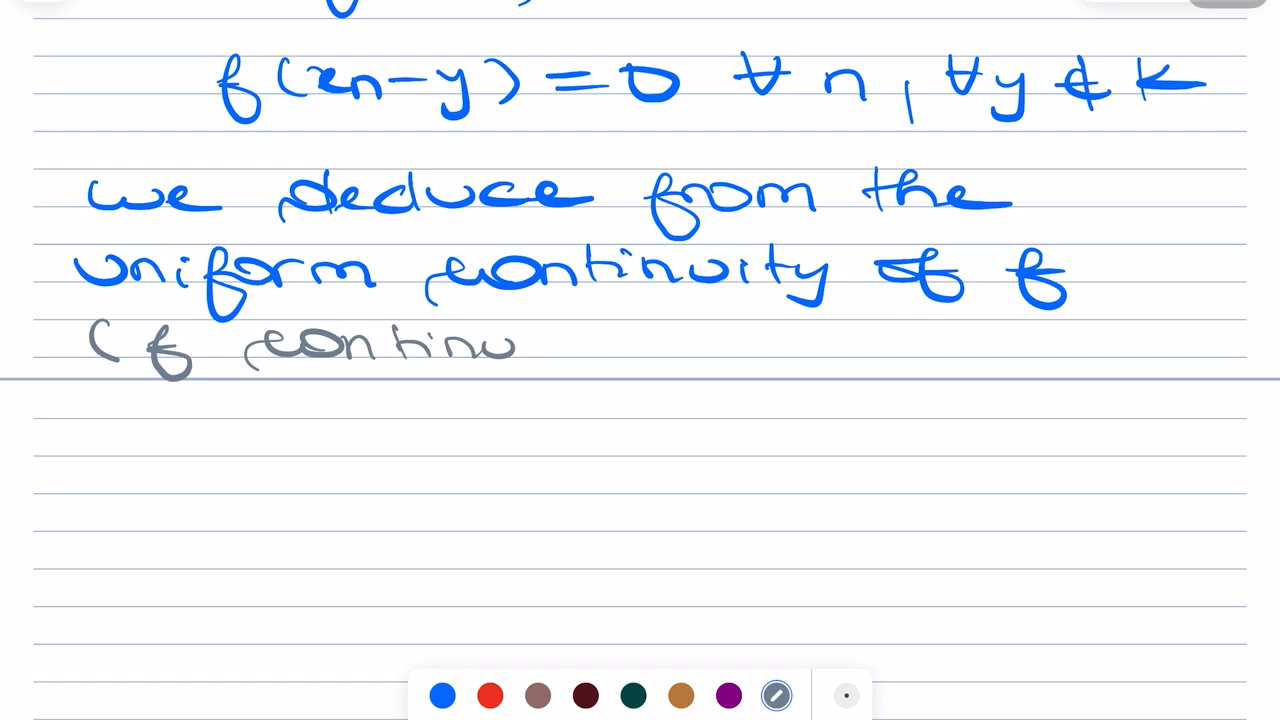 f(xn-y) = 0 ∀ n, ∀y ∉ K
we deduce from the
uniform continuity of f
(f continu